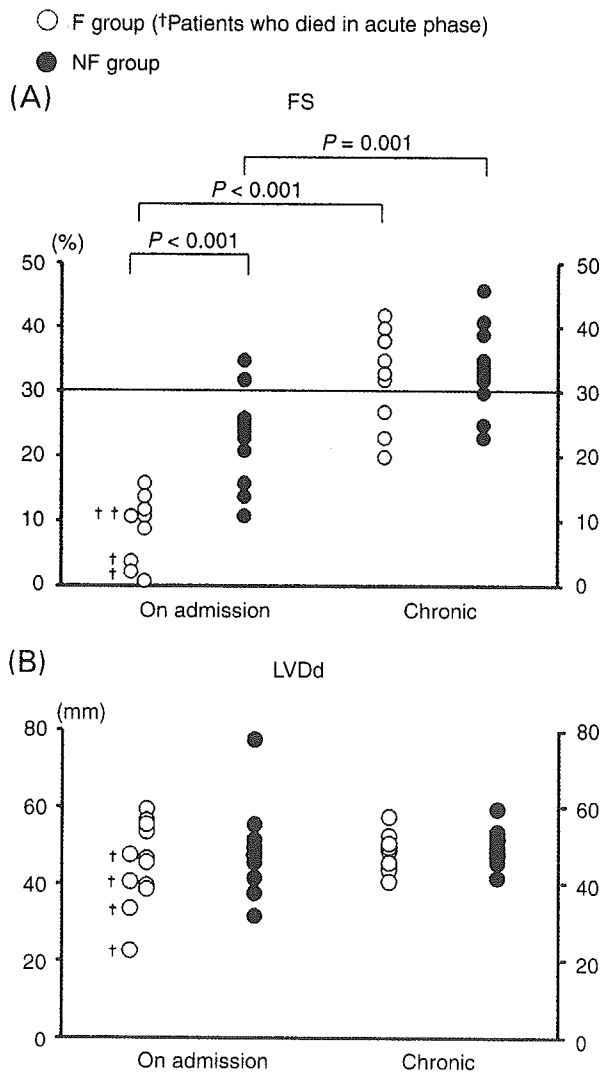 F group (†Patients who died in acute phase)
NF group
(A)
FS
P = 0.001
P < 0.001
(%)
P < 0.001
50 50
40 40
30 30
20 20
† †
10 10
†
†
0 0
On admission Chronic
(B)
LVDd
(mm)
80 80
60 60
†
†
40 40
†
†
20 20
0 0
On admission Chronic